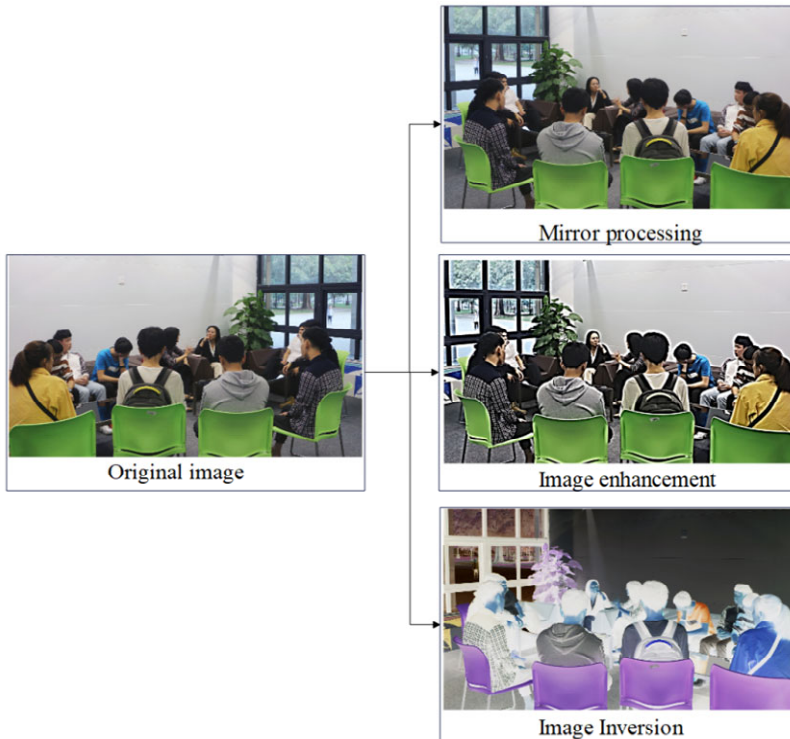 Mirror processing
Original image
Image enhancement
Image Inversion